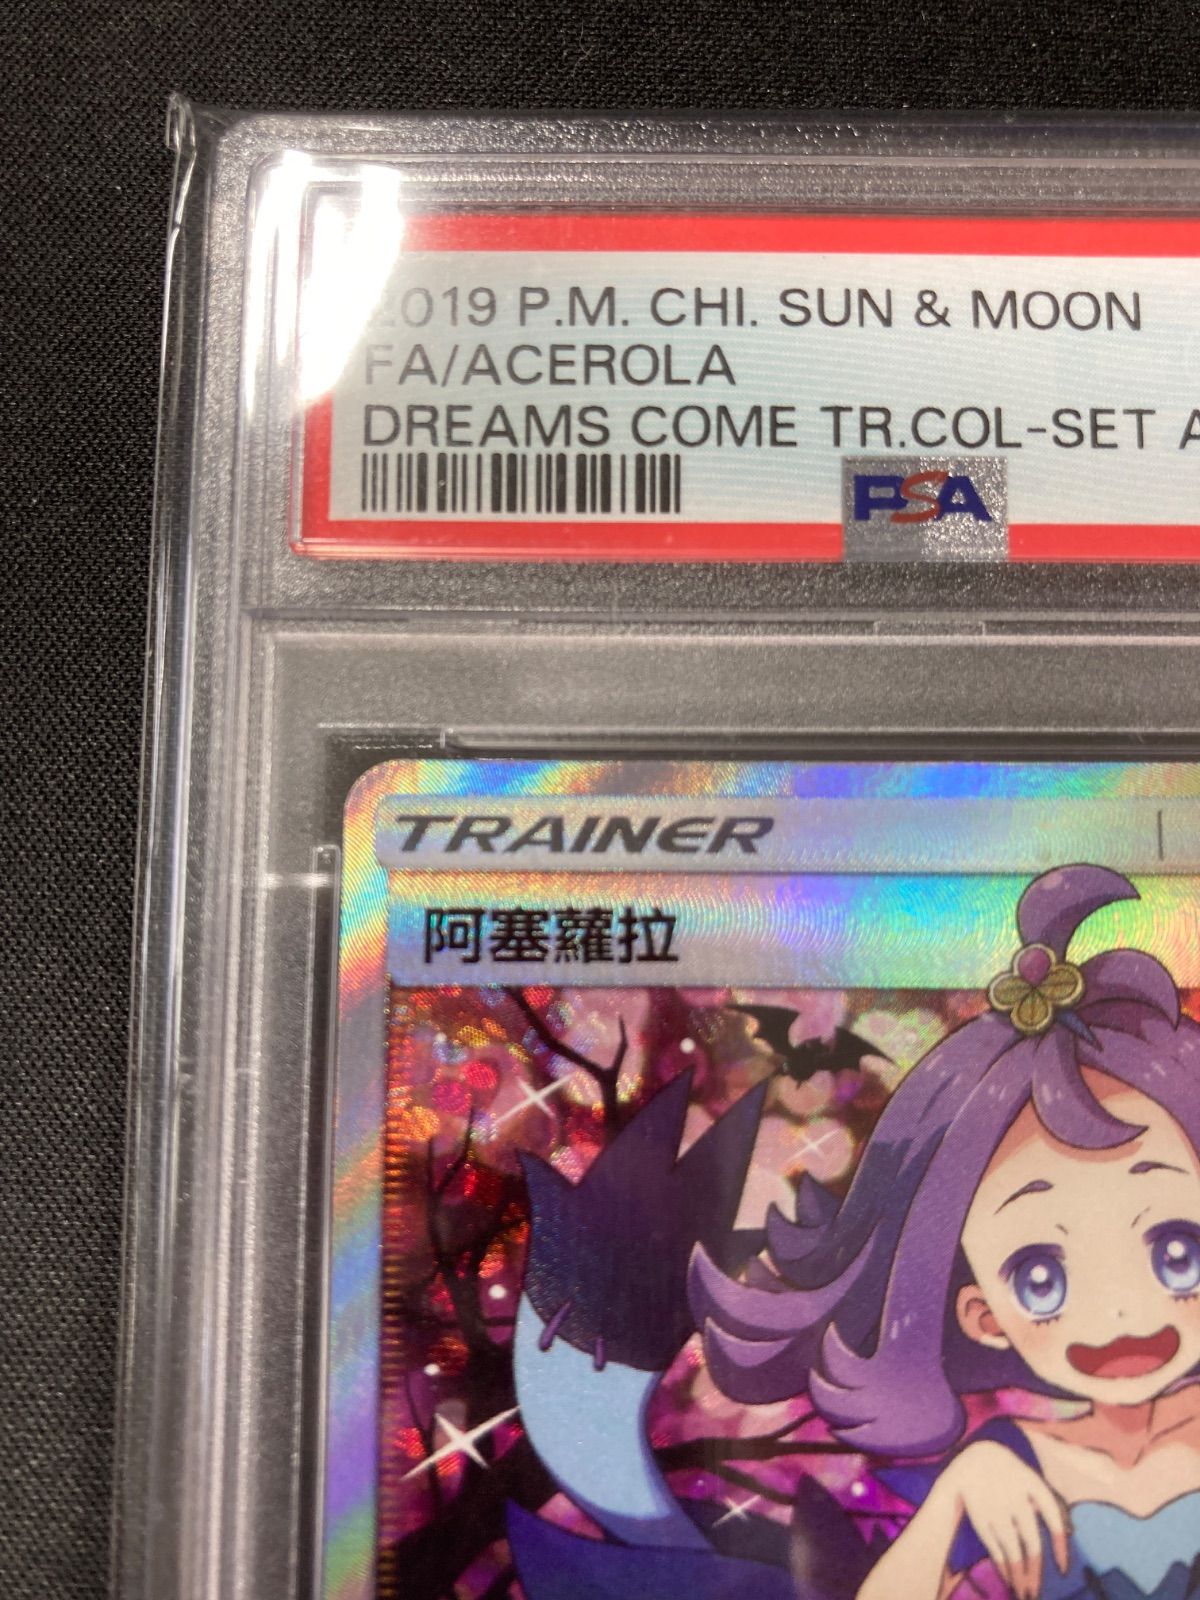 2019 P.M. CHI. SUN & MOON
FA/ACEROLA
DREAMS COME TR.COL-SET A
PSA
TRAINER
阿塞蘿拉